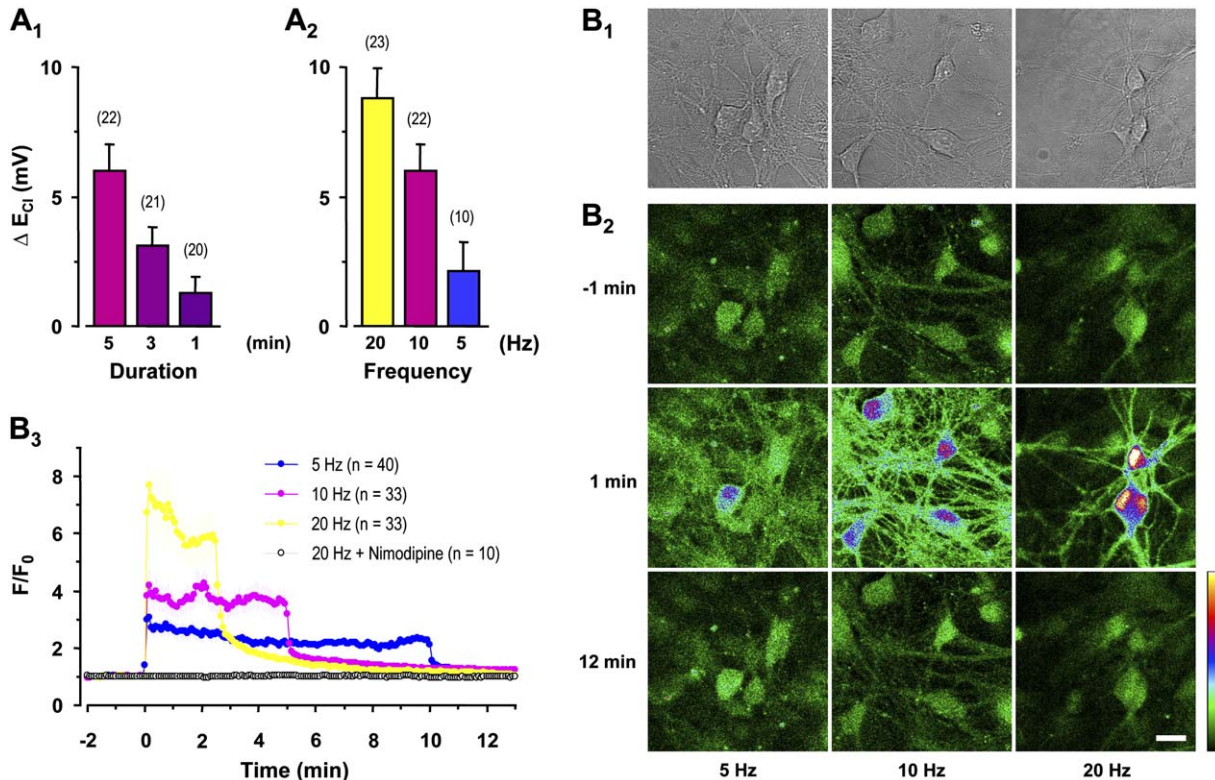 A1
10
5
0
Δ ECl (mV)
(22)
(21)
(20)
5 3 1 (min)
Duration
A2
10
5
0
(23)
(22)
(10)
20 10 5 (Hz)
Frequency
B1
B2
-1 min
1 min
12 min
5 Hz 10 Hz 20 Hz
B3
8
6
4
2
0
F/F0
5 Hz (n = 40)
10 Hz (n = 33)
20 Hz (n = 33)
20 Hz + Nimodipine (n = 10)
-2 0 2 4 6 8 10 12
Time (min)